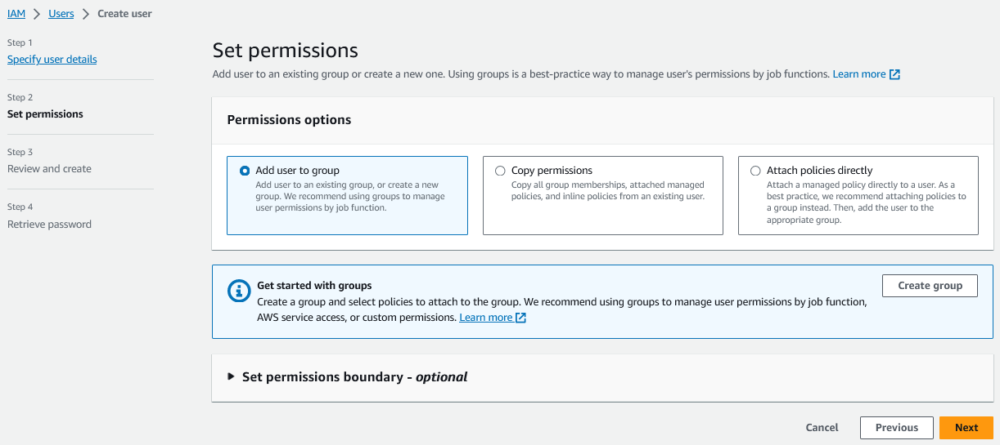 IAM > Users > Create user
Step 1
Specify user details
Step 2
Set permissions
Step 3
Review and create
Step 4
Retrieve password
Set permissions
Add user to an existing group or create a new one. Using groups is a best-practice way to manage user's permissions by job functions. Learn more
Permissions options
Add user to group
Add user to an existing group, or create a new
group. We recommend using groups to manage
user permissions by job function.
Copy permissions
Copy all group memberships, attached managed
policies, and inline policies from an existing user.
Attach policies directly
Attach a managed policy directly to a user. As a
best practice, we recommend attaching policies to
a group instead. Then, add the user to the
appropriate group.
Get started with groups
Create a group and select policies to attach to the group. We recommend using groups to manage user permissions by job function,
AWS service access, or custom permissions. Learn more
Create group
Set permissions boundary - optional
Cancel
Previous
Next